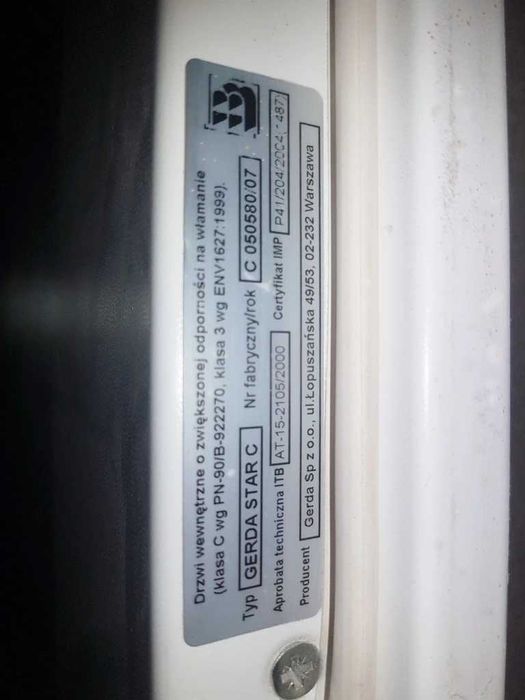 Drzwi wewnętrzne o zwiększonej odporności na włamanie
(klasa C wg PN-90/B-922270, klasa 3 wg ENV1627:1999).
Typ GERDA STAR C Nr fabryczny/rok C 050580/07
Aprobata techniczna ITB AT-15-2105/2000 Certyfikat IMP P41/204/2004
Producent Gerda Sp z o.o., ul.Łopuszańska 49/53, 02-232 Warszawa